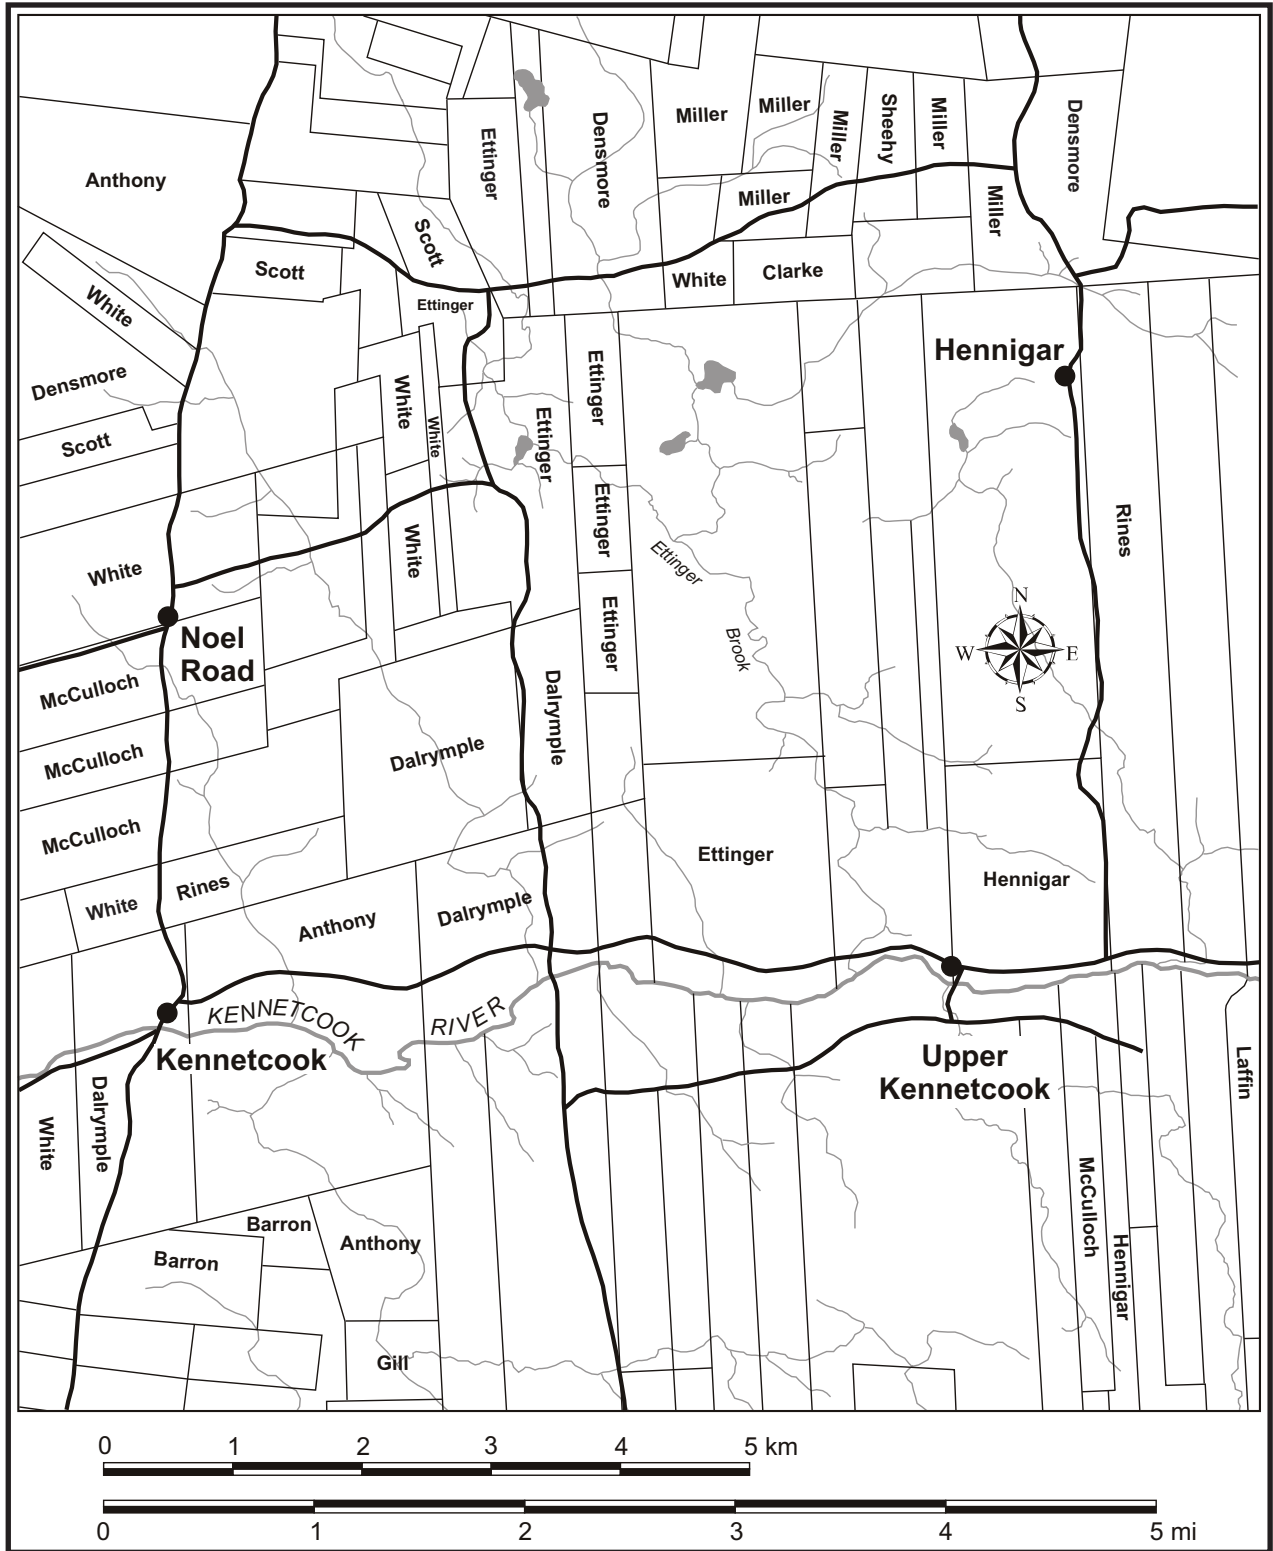 Anthony
Ettinger
Densmore
Miller
Miller
Miller
Sheehy
Miller
Densmore
Miller
Miller
Scott
Scott
White
Clarke
White
Ettinger
Hennigar
Densmore
Scott
White
White
Ettinger
Ettinger
Ettinger
White
White
Ettinger
Brook
Rines
N
W
E
S
Noel
Road
Ettinger
McCulloch
McCulloch
McCulloch
Dalrymple
Dalrymple
Ettinger
Hennigar
White
Rines
Anthony
Dalrymple
KENNETCOOK
RIVER
Kennetcook
Upper
Kennetcook
Laffin
White
Dalrymple
McCulloch
Hennigar
Barron
Barron
Anthony
Gill
0 1 2 3 4 5 km
0 1 2 3 4 5 mi